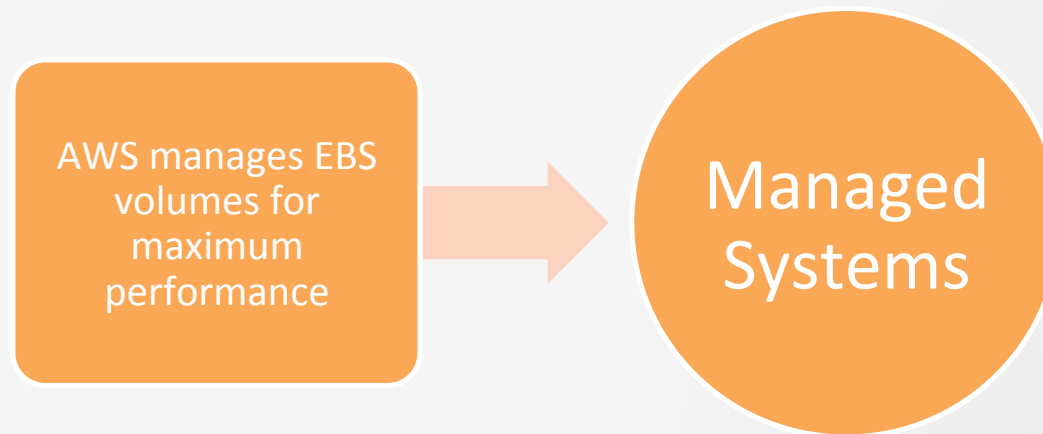 AWS manages EBS
volumes for
maximum
performance
Managed
Systems